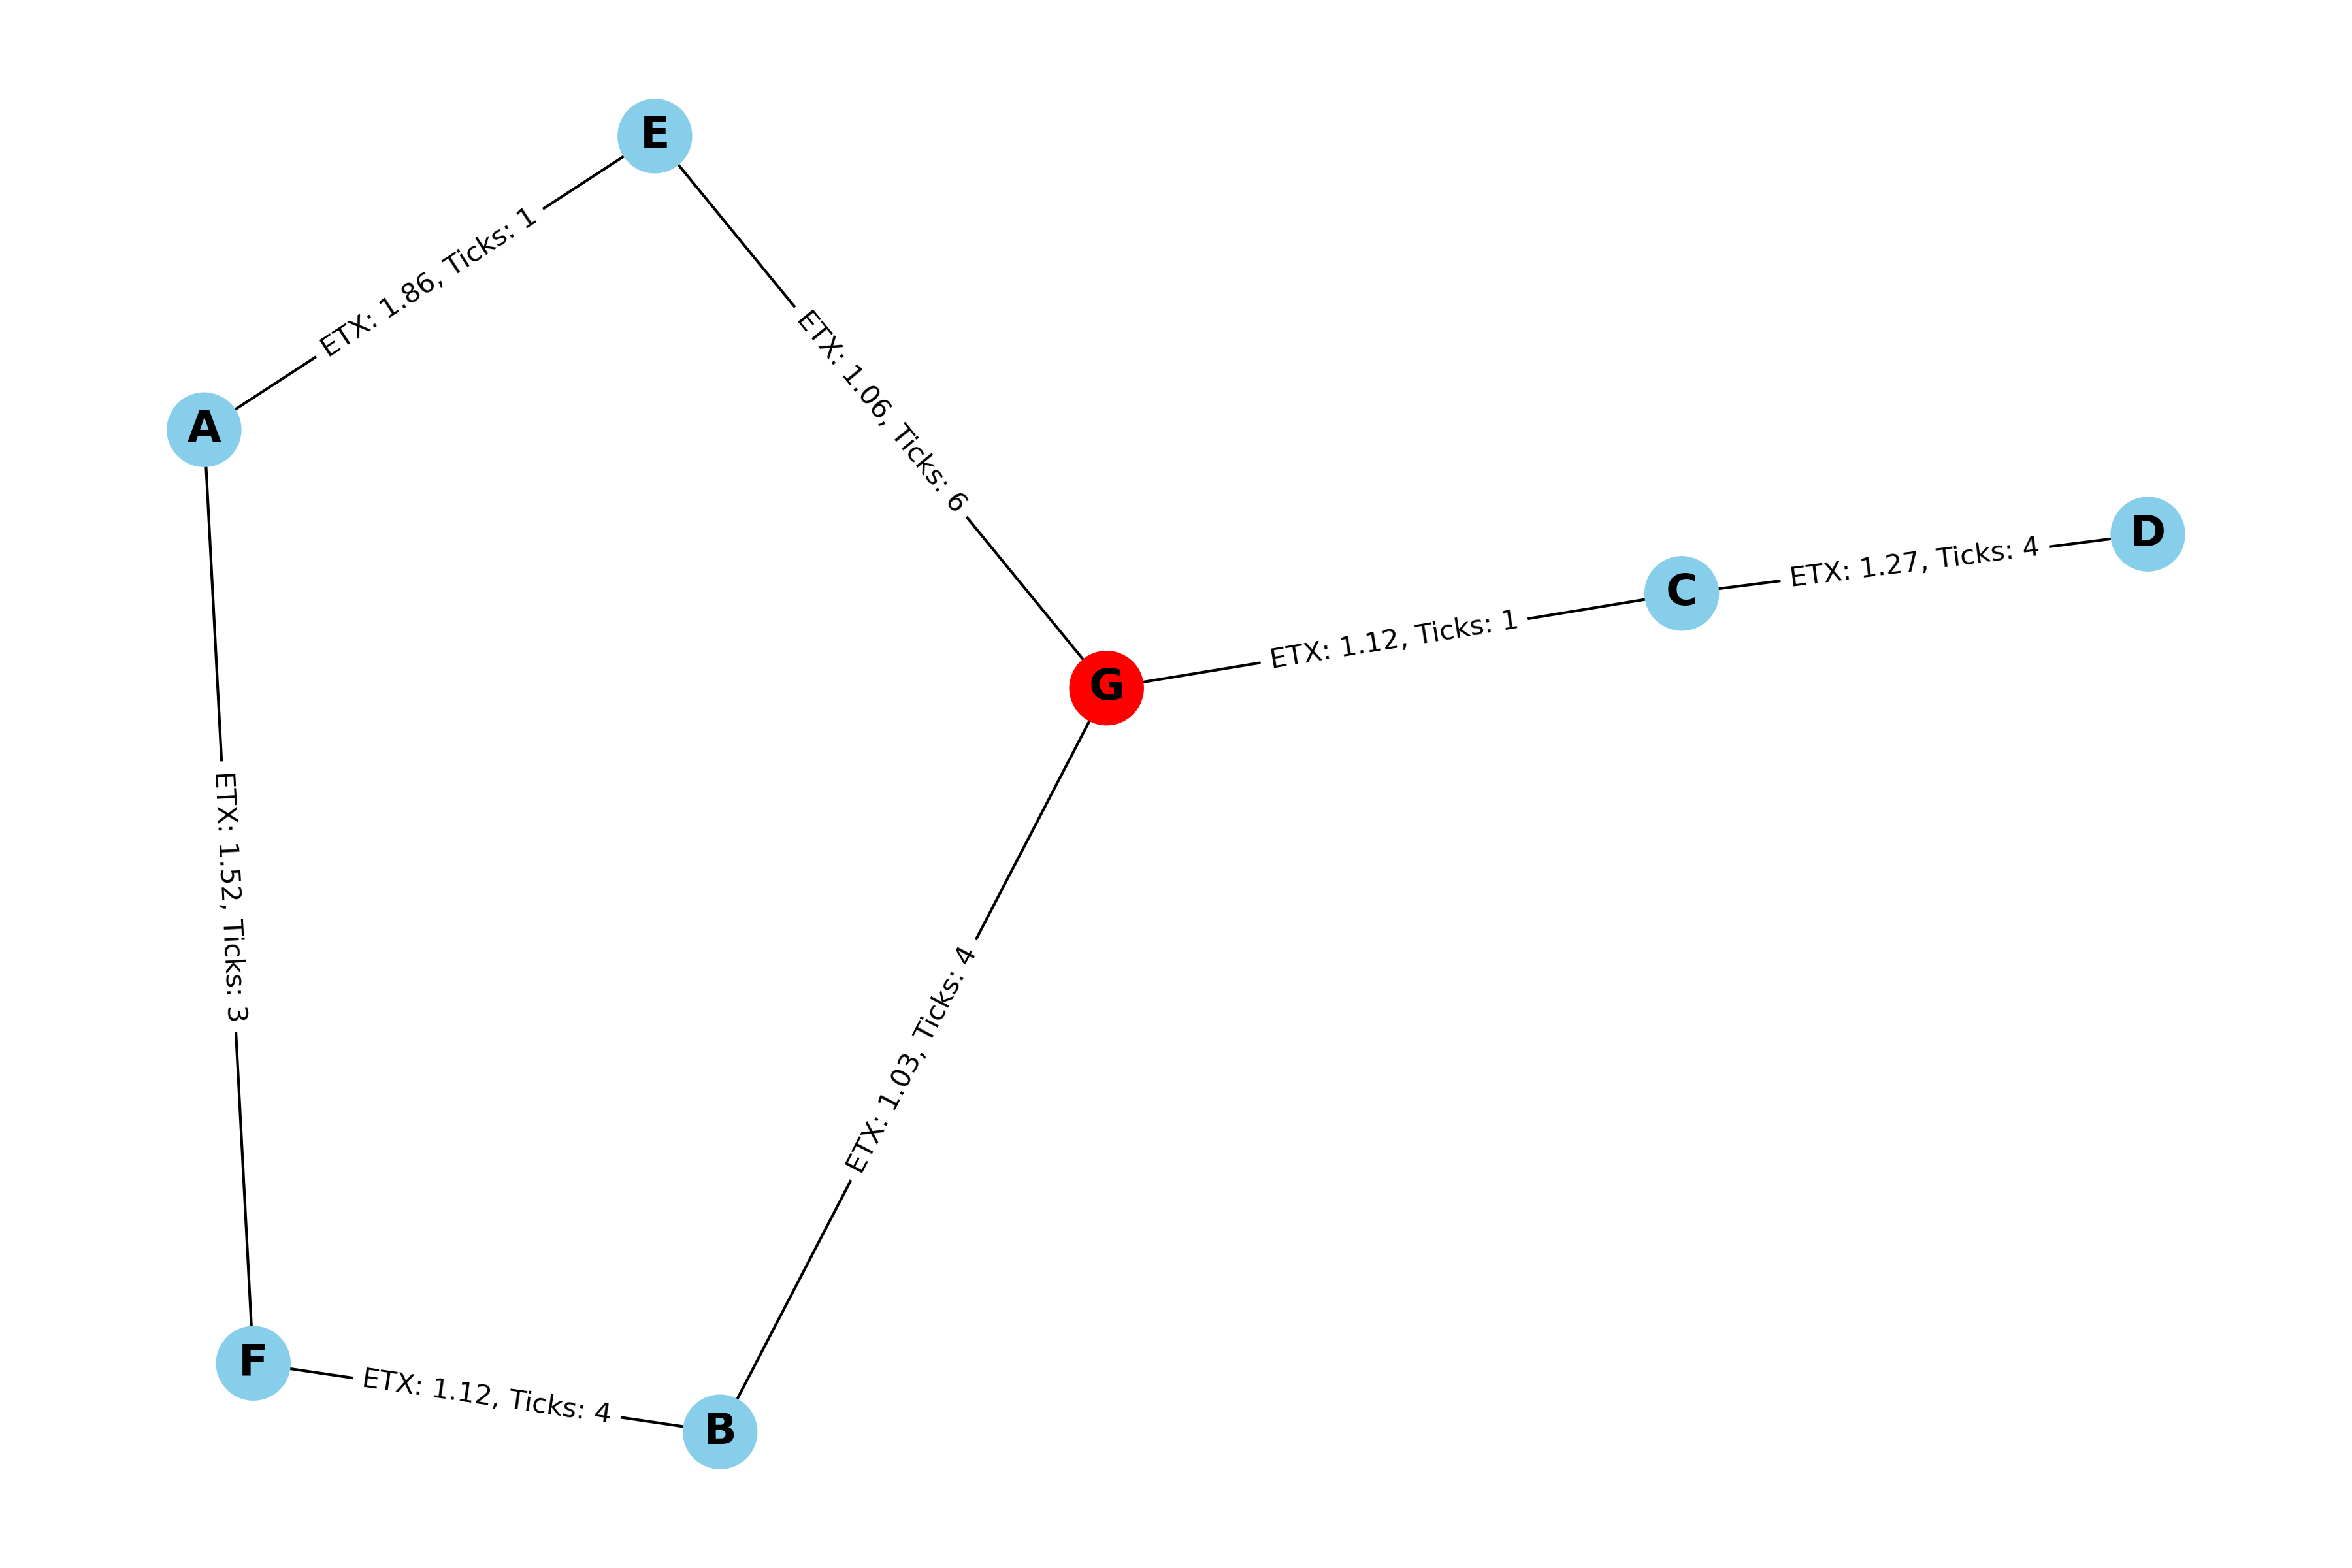 E
ETX: 1.86, Ticks: 1
ETX: 1.06, Ticks: 6
A
D
ETX: 1.27, Ticks: 4
C
ETX: 1.12, Ticks: 1
G
ETX: 1.52, Ticks: 3
ETX: 1.03, Ticks: 4
F
ETX: 1.12, Ticks: 4
B